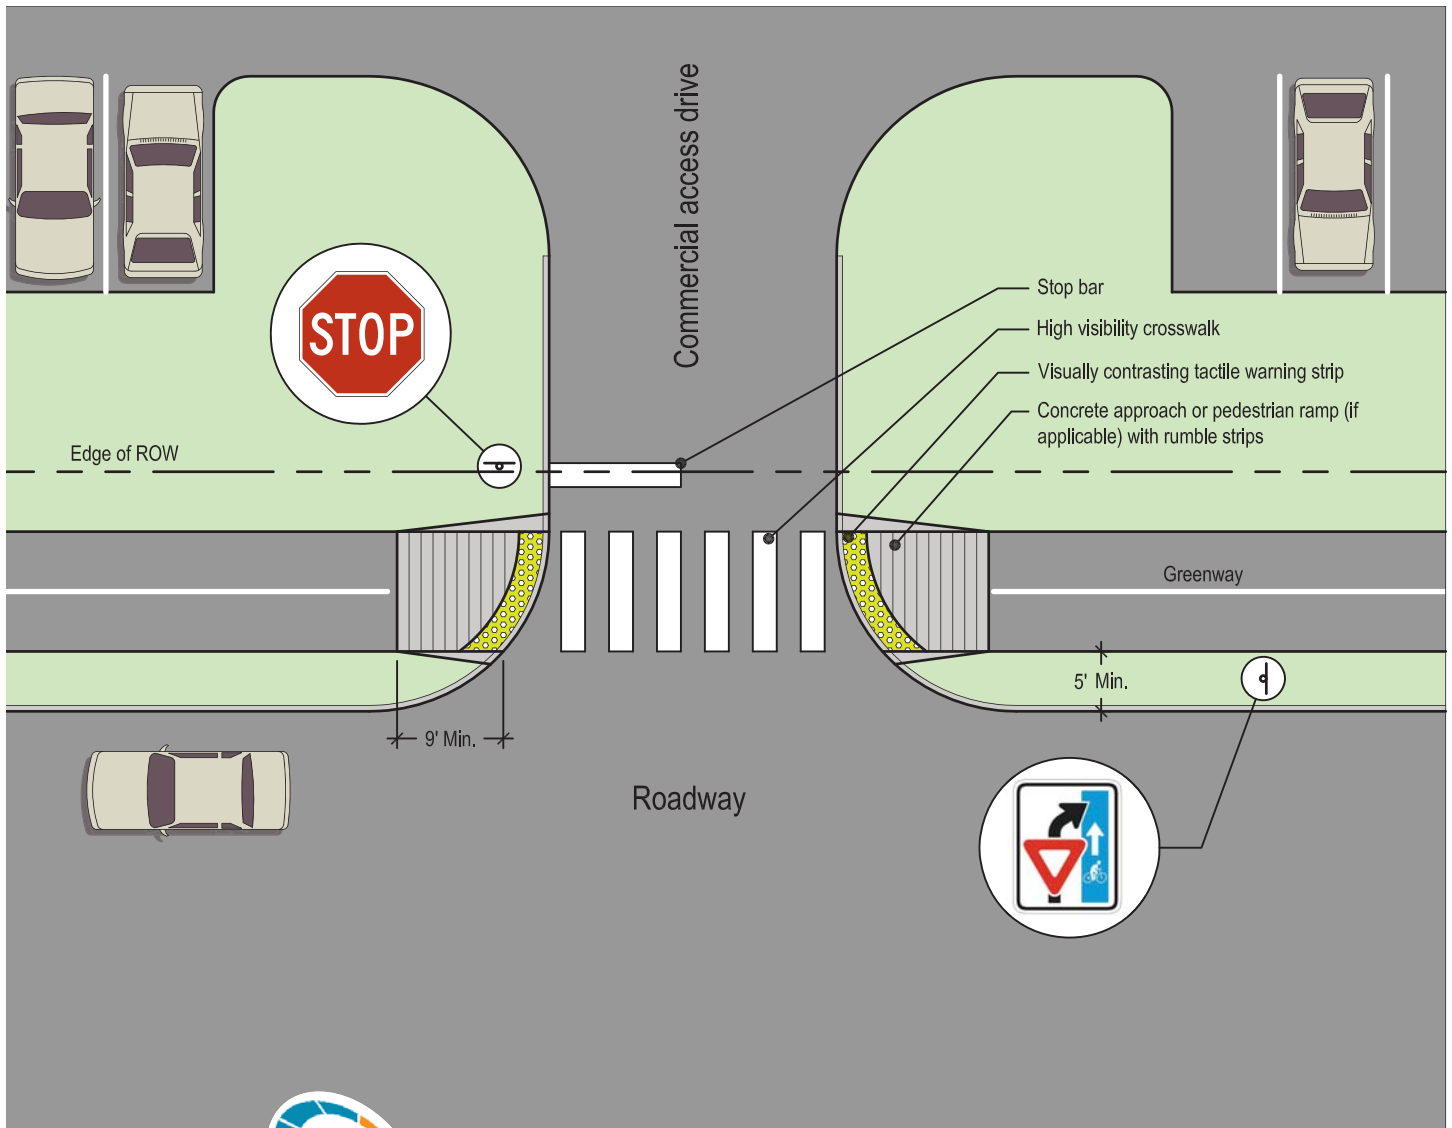 Commercial access drive
STOP
Stop bar
High visibility crosswalk
Visually contrasting tactile warning strip
Concrete approach or pedestrian ramp (if
applicable) with rumble strips
Edge of ROW
Greenway
5' Min.
9' Min.
Roadway